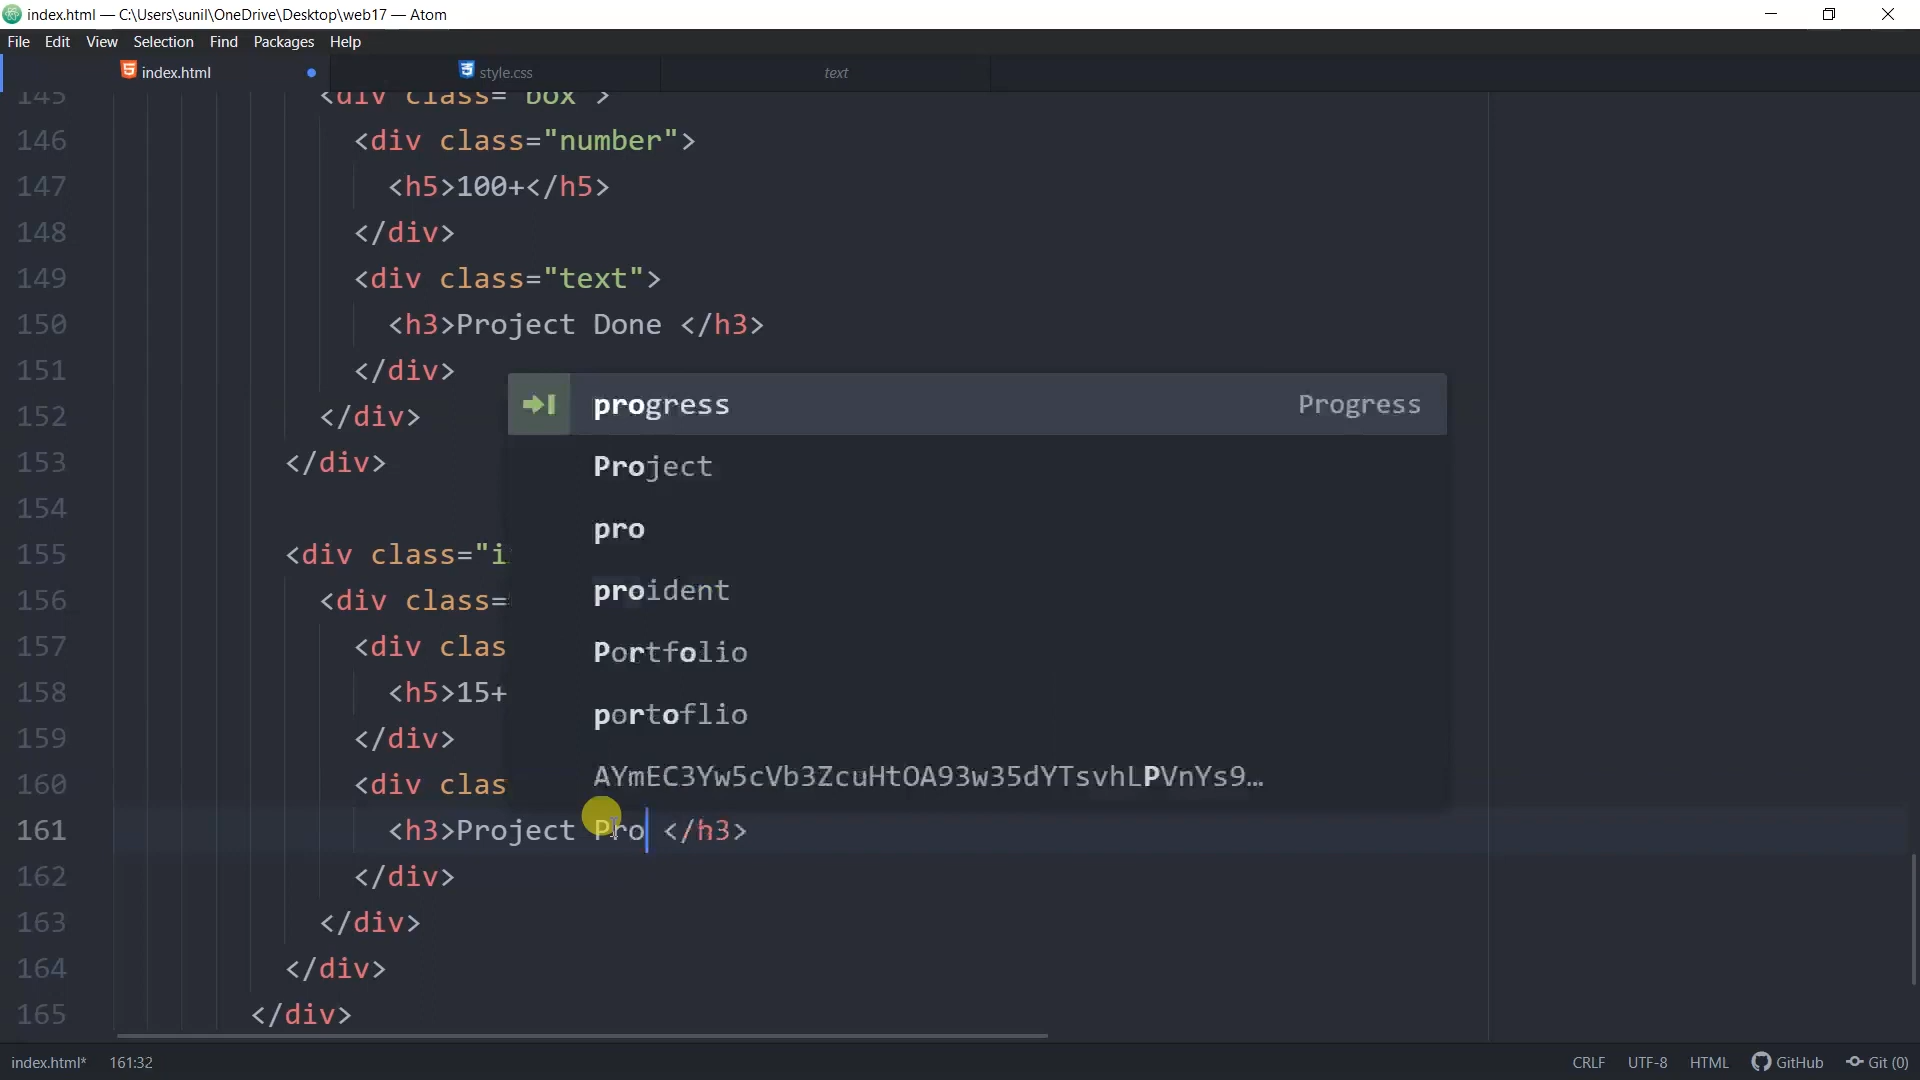 index.html — C:\Users\sunil\OneDrive\Desktop\web17 — Atom
File Edit View Selection Find Packages Help
index.html style.css text
145 <div class="box">
146 <div class="number">
147 <h5>100+</h5>
148 </div>
149 <div class="text">
150 <h3>Project Done </h3>
151 </div>
progress Progress
152 </div>
Project
153 </div>
154
pro
155 <div class="i
156 <div class=
proident
157 <div clas
Portfolio
158 <h5>15+
portoflio
159 </div>
160 <div clas
AYmEC3Yw5cVb3ZcuHtOA93w35dYTsvhLPVnYs9…
161 <h3>Project Pro </h3>
162 </div>
163 </div>
164 </div>
165 </div>
index.html* 161:32 CRLF UTF-8 HTML GitHub Git (0)